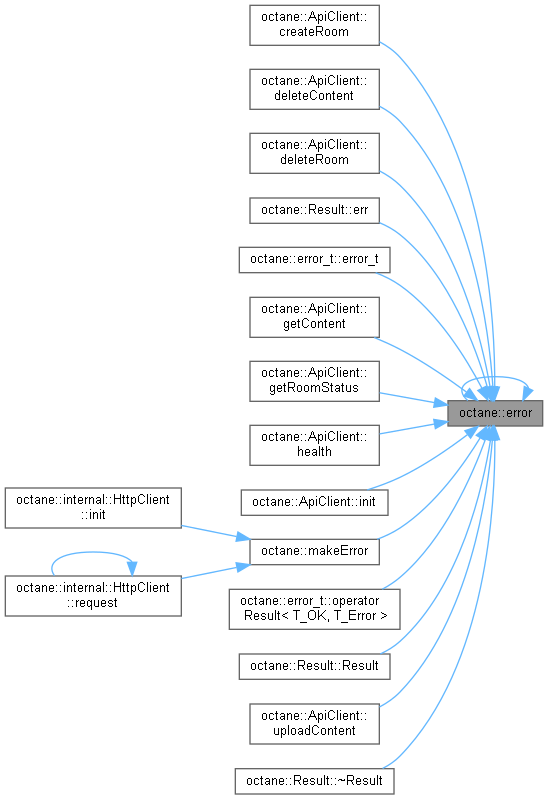 octane::ApiClient::
createRoom
octane::ApiClient::
deleteContent
octane::ApiClient::
deleteRoom
octane::Result::err
octane::error_t::error_t
octane::ApiClient::
getContent
octane::ApiClient::
getRoomStatus
octane::error
octane::ApiClient::
health
octane::internal::HttpClient
::init
octane::ApiClient::init
octane::makeError
octane::internal::HttpClient
::request
octane::error_t::operator
Result< T_OK, T_Error >
octane::Result::Result
octane::ApiClient::
uploadContent
octane::Result::~Result